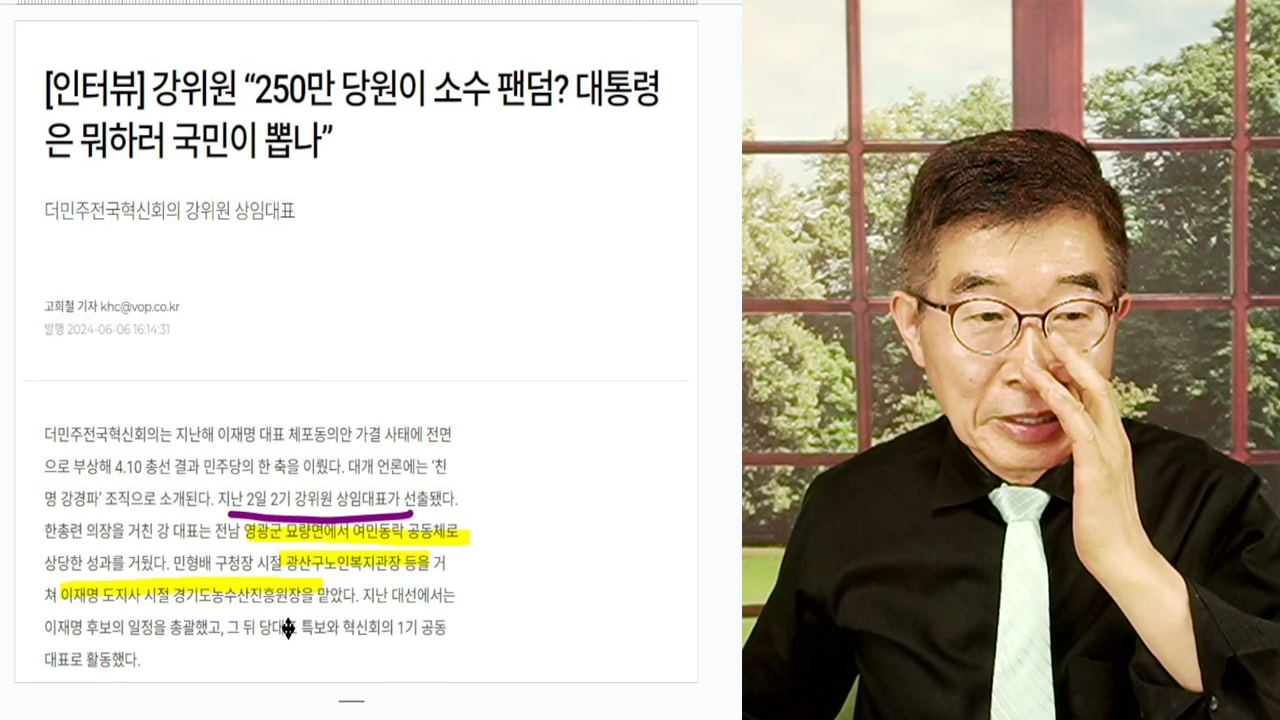 [인터뷰] 강위원 “250만 당원이 소수 팬덤? 대통령
은 뭐하러 국민이 뽑나”
더민주전국혁신회의 강위원 상임대표
고희철 기자 khc@vop.co.kr
발행 2024-06-06 16:14:31
더민주전국혁신회의는 지난해 이재명 대표 체포동의안 가결 사태에 전면
으로 부상해 4.10 총선 결과 민주당의 한 축을 이뤘다. 대개 언론에는 ‘친
명 강경파’ 조직으로 소개된다. 지난 2일 2기 강위원 상임대표가 선출됐다.
한총련 의장을 거친 강 대표는 전남 영광군 묘량면에서 여민동락 공동체로
상당한 성과를 거뒀다. 민형배 구청장 시절 광산구노인복지관장 등을 거
쳐 이재명 도지사 시절 경기도농수산진흥원장을 맡았다. 지난 대선에서는
이재명 후보의 일정을 총괄했고, 그 뒤 당대표 특보와 혁신회의 1기 공동
대표로 활동했다.